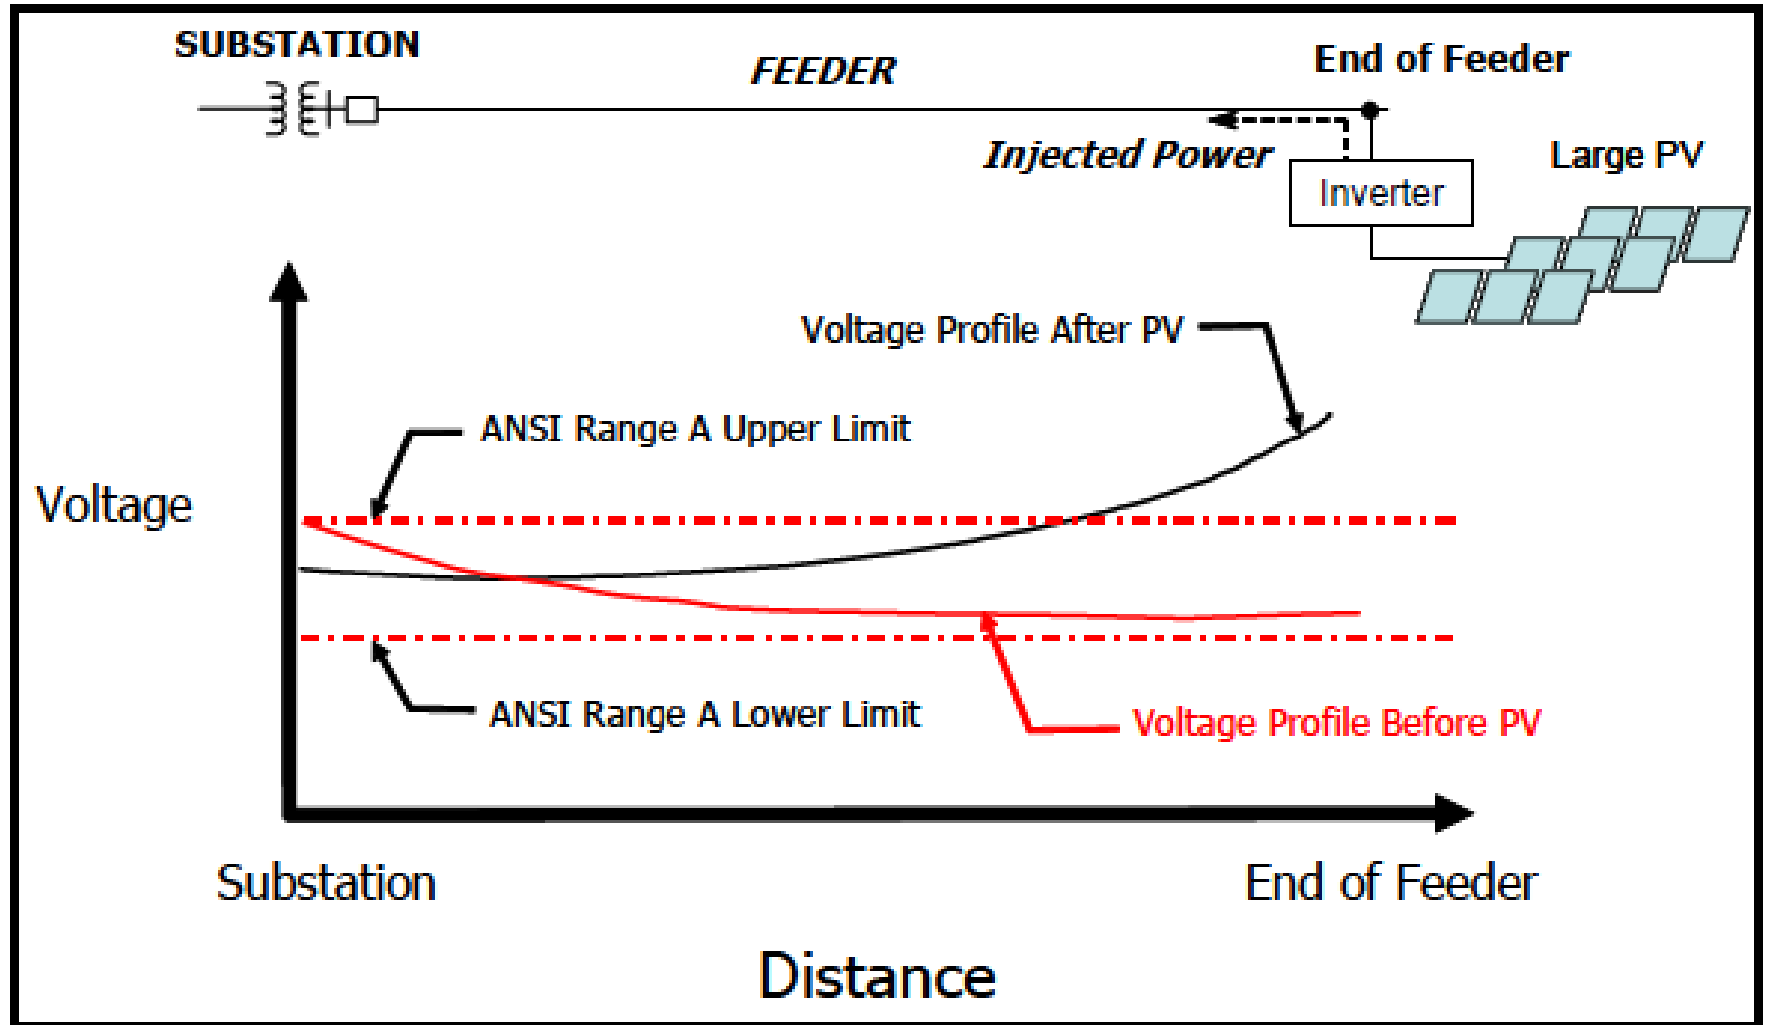 SUBSTATION
FEEDER
End of Feeder
Injected Power
Large PV
Inverter
Voltage Profile After PV
ANSI Range A Upper Limit
Voltage
ANSI Range A Lower Limit
Voltage Profile Before PV
Substation
End of Feeder
Distance